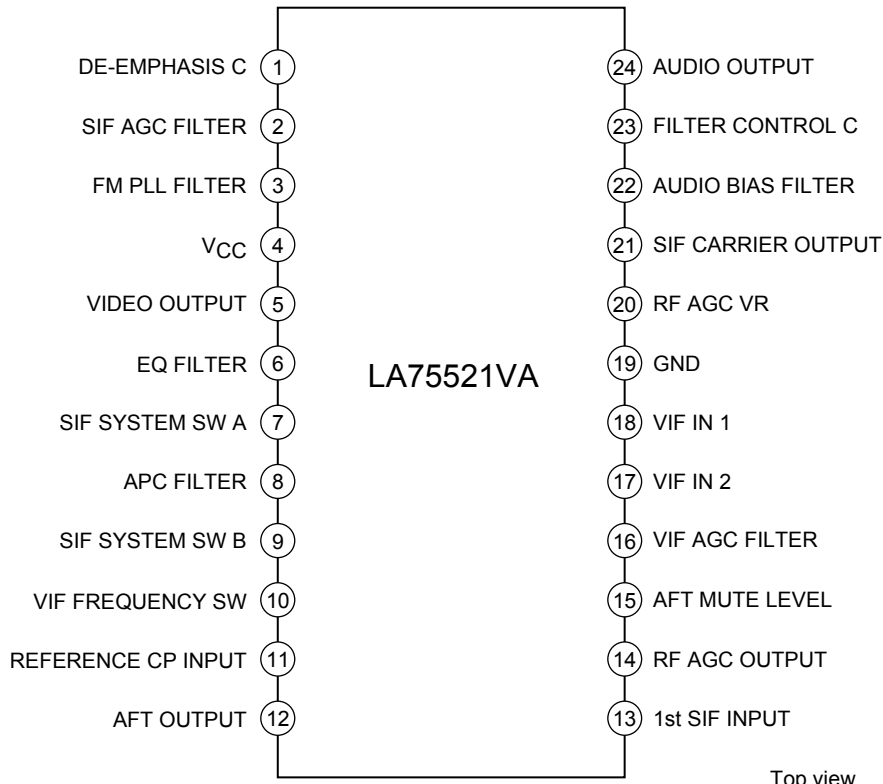 DE-EMPHASIS C 1
24 AUDIO OUTPUT
SIF AGC FILTER 2
23 FILTER CONTROL C
FM PLL FILTER 3
22 AUDIO BIAS FILTER
VCC 4
21 SIF CARRIER OUTPUT
VIDEO OUTPUT 5
20 RF AGC VR
EQ FILTER 6
19 GND
LA75521VA
SIF SYSTEM SW A 7
18 VIF IN 1
APC FILTER 8
17 VIF IN 2
SIF SYSTEM SW B 9
16 VIF AGC FILTER
VIF FREQUENCY SW 10
15 AFT MUTE LEVEL
REFERENCE CP INPUT 11
14 RF AGC OUTPUT
AFT OUTPUT 12
13 1st SIF INPUT
Top view